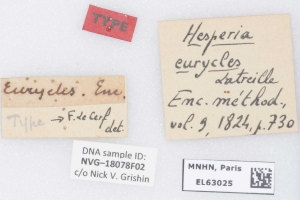 TYPE
Eurycles. Enc.
Type → F. Le Cerf
det.
DNA sample ID:
NVG–18078F02
c/o Nick V. Grishin
Hesperia
eurycles
Latreille
Enc. méthod.,
vol. 9, 1824, p. 730
MNHN, Paris
EL63025